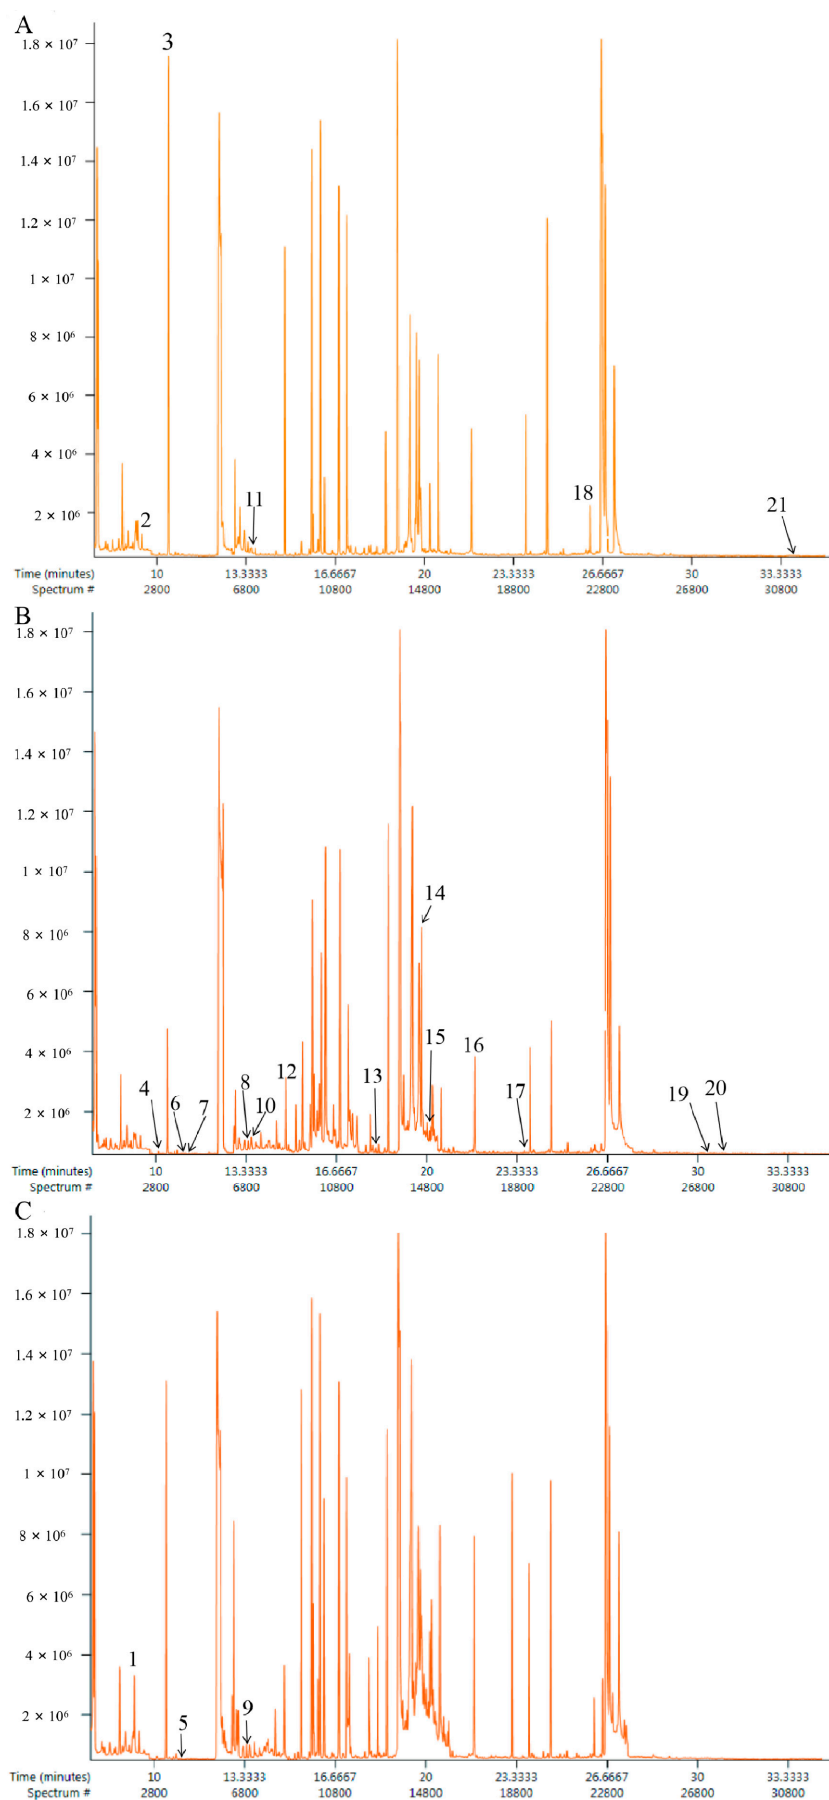 A
1.8 × 10⁷
3
1.6 × 10⁷
1.4 × 10⁷
1.2 × 10⁷
1 × 10⁷
8 × 10⁶
6 × 10⁶
4 × 10⁶
2 × 10⁶
2
11
18
21
Time (minutes) 10 13.3333 16.6667 20 23.3333 26.6667 30 33.3333
Spectrum # 2800 6800 10800 14800 18800 22800 26800 30800
B
1.8 × 10⁷
1.6 × 10⁷
1.4 × 10⁷
1.2 × 10⁷
1 × 10⁷
8 × 10⁶
6 × 10⁶
4 × 10⁶
2 × 10⁶
14
15
16
4
6
7
8
10
12
13
17
19
20
Time (minutes) 10 13.3333 16.6667 20 23.3333 26.6667 30 33.3333
Spectrum # 2800 6800 10800 14800 18800 22800 26800 30800
C
1.8 × 10⁷
1.6 × 10⁷
1.4 × 10⁷
1.2 × 10⁷
1 × 10⁷
8 × 10⁶
6 × 10⁶
4 × 10⁶
2 × 10⁶
1
5
9
Time (minutes) 10 13.3333 16.6667 20 23.3333 26.6667 30 33.3333
Spectrum # 2800 6800 10800 14800 18800 22800 26800 30800